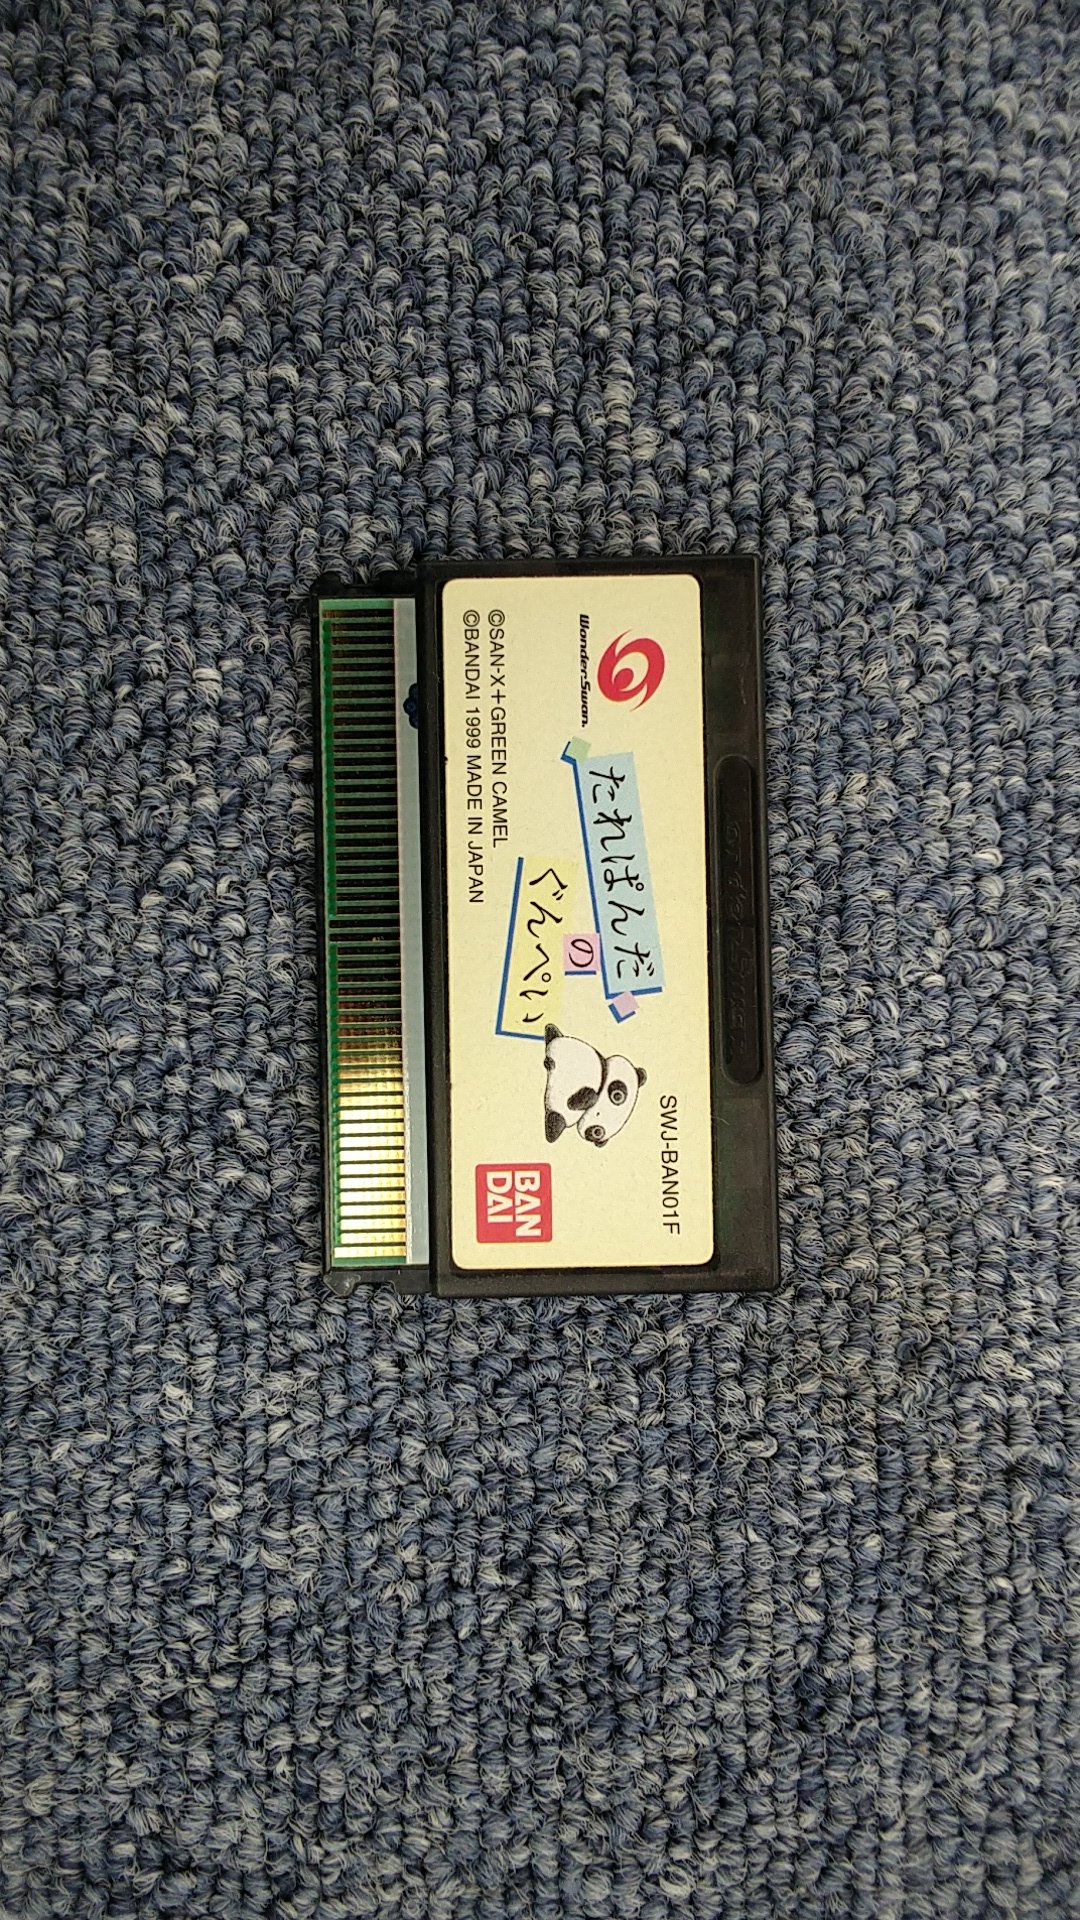 WonderSwan
SWJ-BAN01F
たれぱんだ
の
ぐんぺい
©SAN-X+GREEN CAMEL
©BANDAI 1999 MADE IN JAPAN
BAN
DAI